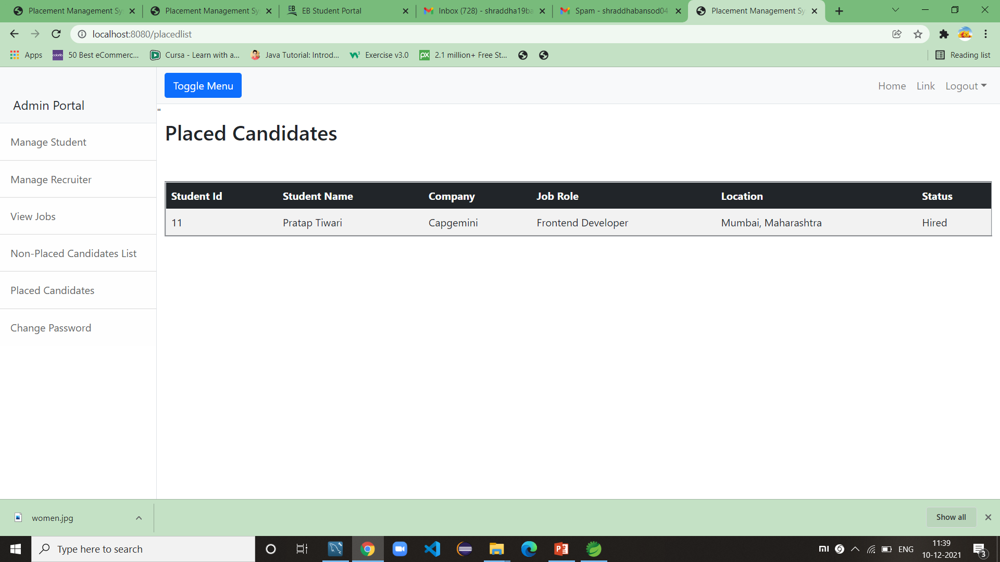 Placement Management Sy
Placement Management Sy
EB Student Portal
Inbox (728) - shraddha19ba
Spam - shraddhabansod04
Placement Management Sy
localhost:8080/placedlist
Apps
50 Best eCommerc...
Cursa - Learn with a...
Java Tutorial: Introd...
Exercise v3.0
2.1 million+ Free St...
Reading list
Admin Portal
Manage Student
Manage Recruiter
View Jobs
Non-Placed Candidates List
Placed Candidates
Change Password
Toggle Menu
Home Link Logout
"
Placed Candidates
Student Id Student Name Company Job Role Location Status
11 Pratap Tiwari Capgemini Frontend Developer Mumbai, Maharashtra Hired
women.jpg
Show all
Type here to search
ENG
11:39
10-12-2021
3